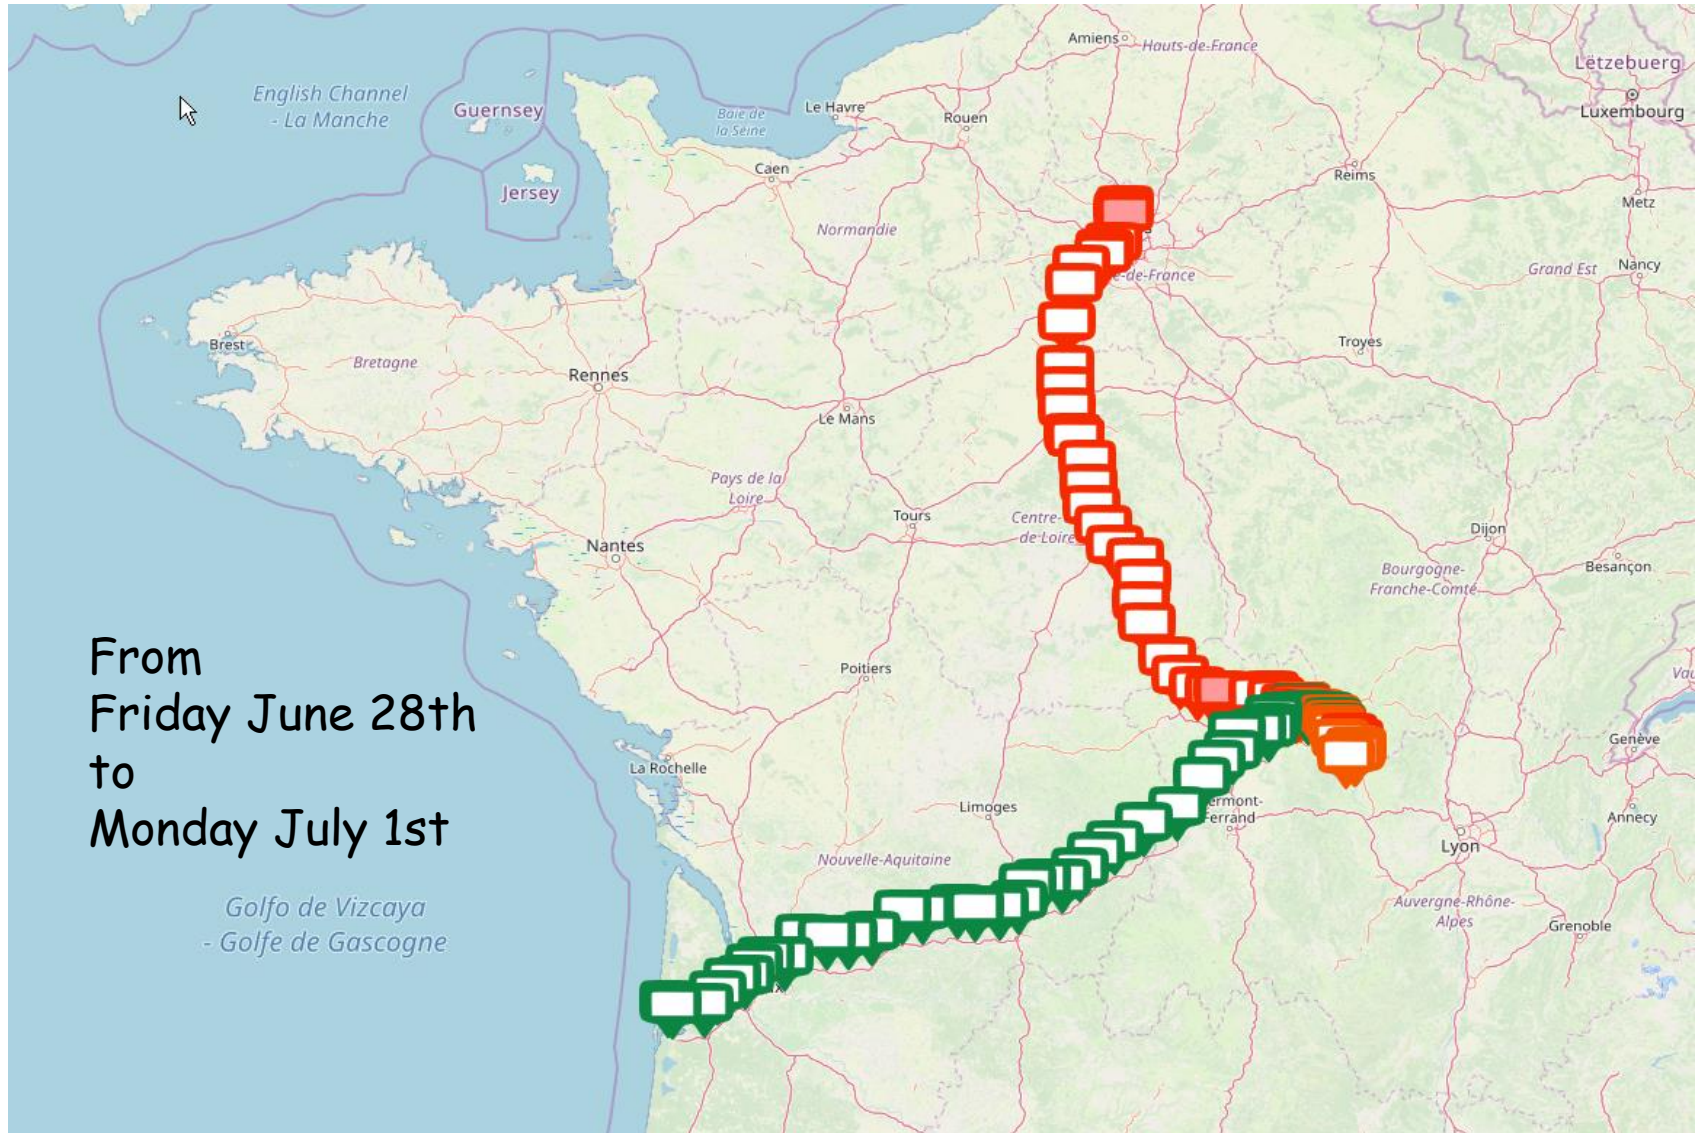 Amiens
Hauts-de-France
Lëtzebuerg
English Channel
- La Manche
Guernsey
Le Havre
Baie de
la Seine
Rouen
Luxembourg
Caen
Reims
Jersey
Metz
Normandie
Grand Est
Nancy
-de-France
Brest
Bretagne
Rennes
Troyes
Le Mans
Pays de la
Loire
Tours
Centre-
de Loire
Dijon
Nantes
Bourgogne-
Franche-Comté
Besançon
From
Friday June 28th
to
Monday July 1st
Poitiers
Genève
La Rochelle
Limoges
ermont-
Ferrand
Annecy
Lyon
Nouvelle-Aquitaine
Golfo de Vizcaya
- Golfe de Gascogne
Auvergne-Rhône-
Alpes
Grenoble